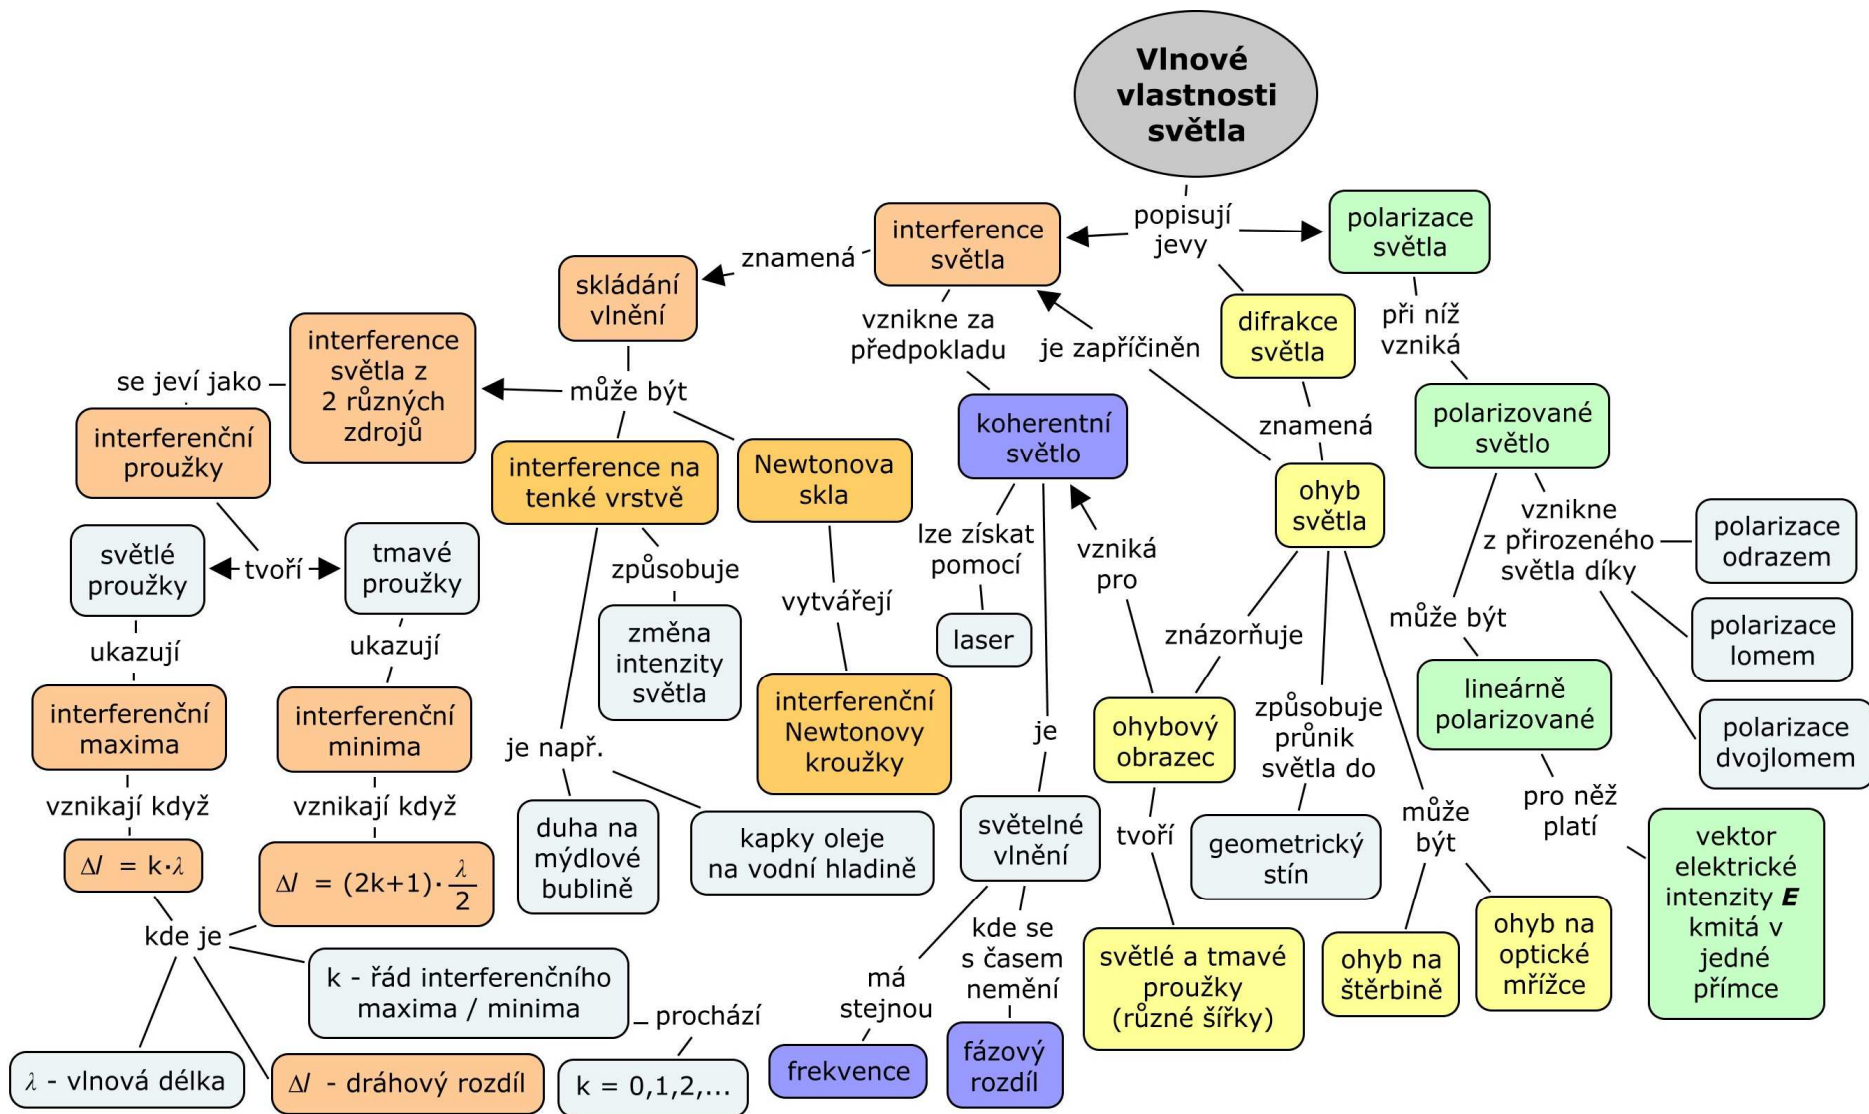 Vlnové
vlastnosti
světla
popisují
jevy
interference
světla
polarizace
světla
znamená
skládání
vlnění
vznikne za
předpokladu
je zapříčiněn
difrakce
světla
při níž
vzniká
interference
světla z
2 různých
zdrojů
se jeví jako
může být
interenční
proužky
interference na
tenké vrstvě
Newtonova
skla
koherentní
světlo
znamená
polarizované
světlo
ohyb
světla
světlé
proužky
tvoří
tmavé
proužky
způsobuje
vytvářejí
lze získat
pomocí
vzniká
pro
vznikne
z přirozeného
světla díky
polarizace
odrazem
ukazují
ukazují
změna
intenzity
světla
laser
znázorňuje
může být
polarizace
lomem
interferenční
maxima
interferenční
minima
je např.
interferenční
Newtonovy
kroužky
je
ohybový
obrazec
způsobuje
průnik
světla do
lineárně
polarizované
polarizace
dvojlomem
vznikají když
vznikají když
duha na
mýdlové
bublině
kapky oleje
na vodní hladině
světelné
vlnění
tvoří
geometrický
stín
může
být
pro něž
platí
Δl = k·λ
Δl = (2k+1)·λ/2
vektor
elektrické
intenzity E
kmitá v
jedné
přímce
kde je
k - řád interferenčního
maxima / minima
prochází
má
stejnou
kde se
s časem
nemění
světlé a tmavé
proužky
(různé šířky)
ohyb na
štěrbině
ohyb na
optické
mřížce
λ - vlnová délka
Δl - dráhový rozdíl
k = 0,1,2,...
frekvence
fázový
rozdíl